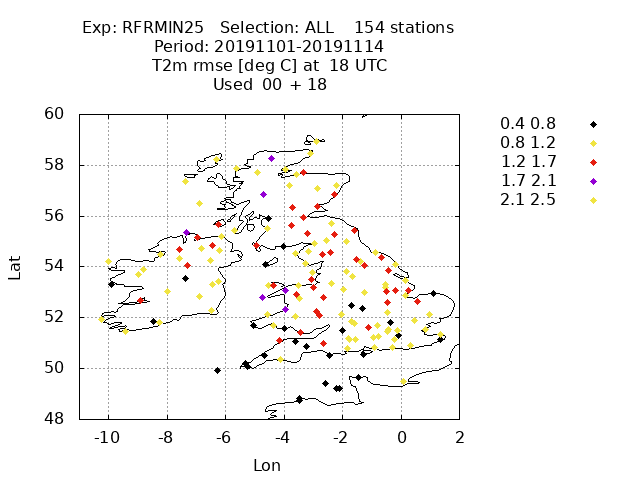 Exp: RFRMIN25 Selection: ALL 154 stations
Period: 20191101-20191114
T2m rmse [deg C] at 18 UTC
Used 00 + 18
60
58
56
54
52
50
48
Lat
-10 -8 -6 -4 -2 0 2
Lon
0.4 0.8
0.8 1.2
1.2 1.7
1.7 2.1
2.1 2.5